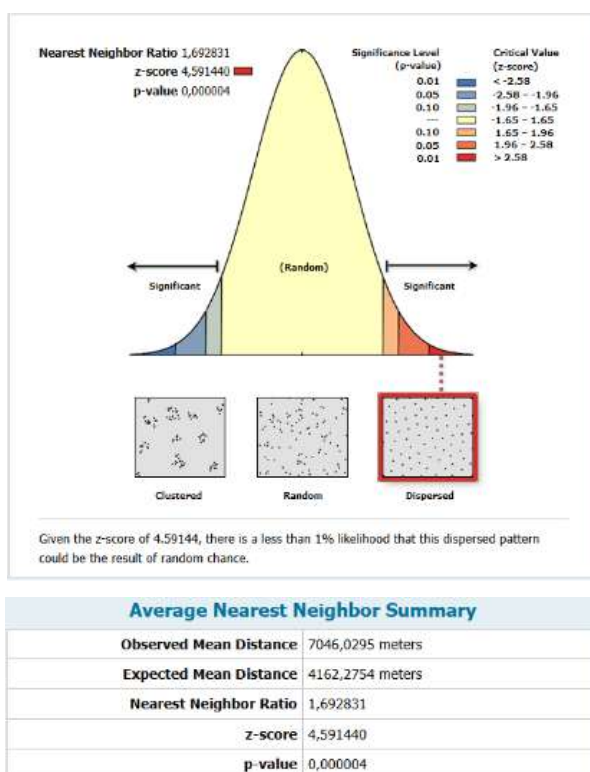 Nearest Neighbor Ratio 1,692831
z-score 4,591440
p-value 0,000004
Significance Level (p-value) Critical Value (z-score)
0.01 < -2.58
0.05 -2.58 - -1.96
0.10 -1.96 - -1.65
--- -1.65 - 1.65
0.10 1.65 - 1.96
0.05 1.96 - 2.58
0.01 > 2.58
Significant (Random) Significant
Clustered Random Dispersed
Given the z-score of 4.59144, there is a less than 1% likelihood that this dispersed pattern
could be the result of random chance.
Average Nearest Neighbor Summary
Observed Mean Distance 7046,0295 meters
Expected Mean Distance 4162,2754 meters
Nearest Neighbor Ratio 1,692831
z-score 4,591440
p-value 0,000004